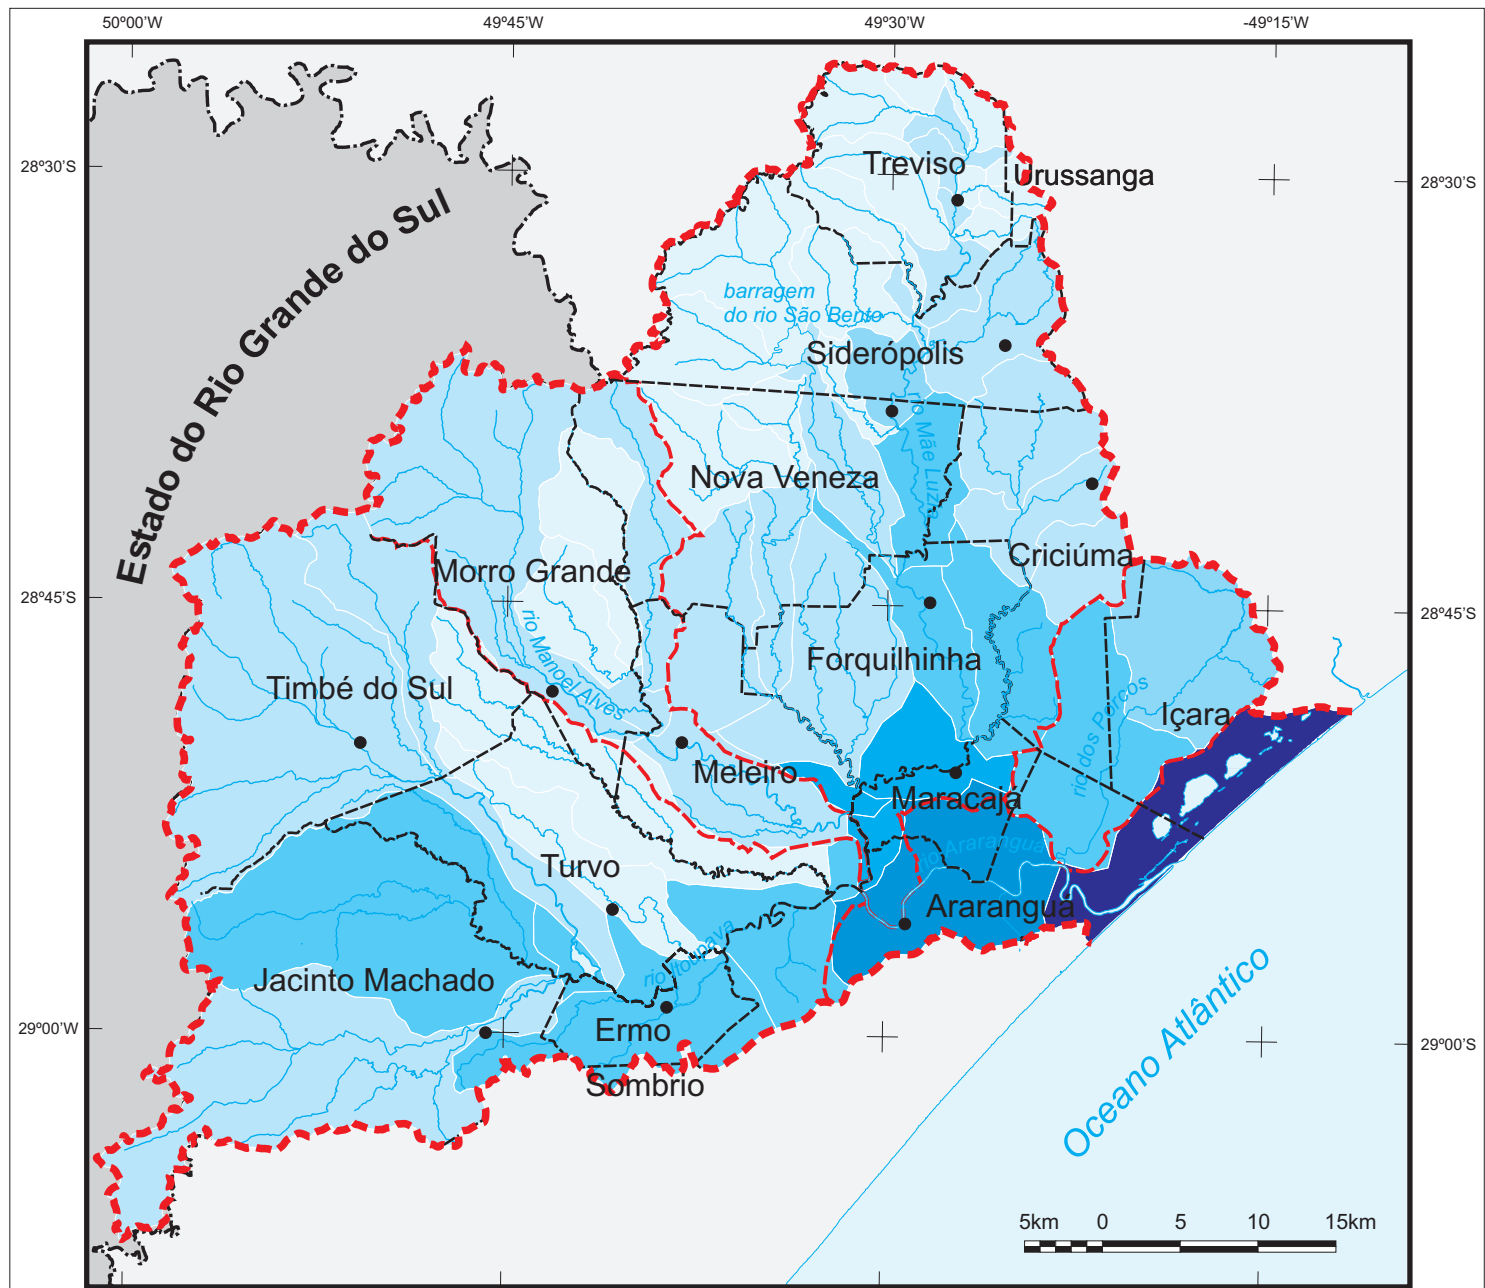 50°00'W
49°45'W
49°30'W
-49°15'W
28°30'S
28°30'S
Treviso
Urussanga
Estado do Rio Grande do Sul
barragem
do rio São Bento
Siderópolis
rio Mãe Luzia
Nova Veneza
Criciúma
Morro Grande
28°45'S
28°45'S
rio Manoel Alves
Forquilhinha
Timbé do Sul
rio dos Porcos
Içara
Meleiro
Maracajá
rio Araranguá
Turvo
Araranguá
rio Itoupava
Jacinto Machado
Ermo
29°00'W
29°00'S
Sombrio
Oceano Atlântico
5km 0 5 10 15km